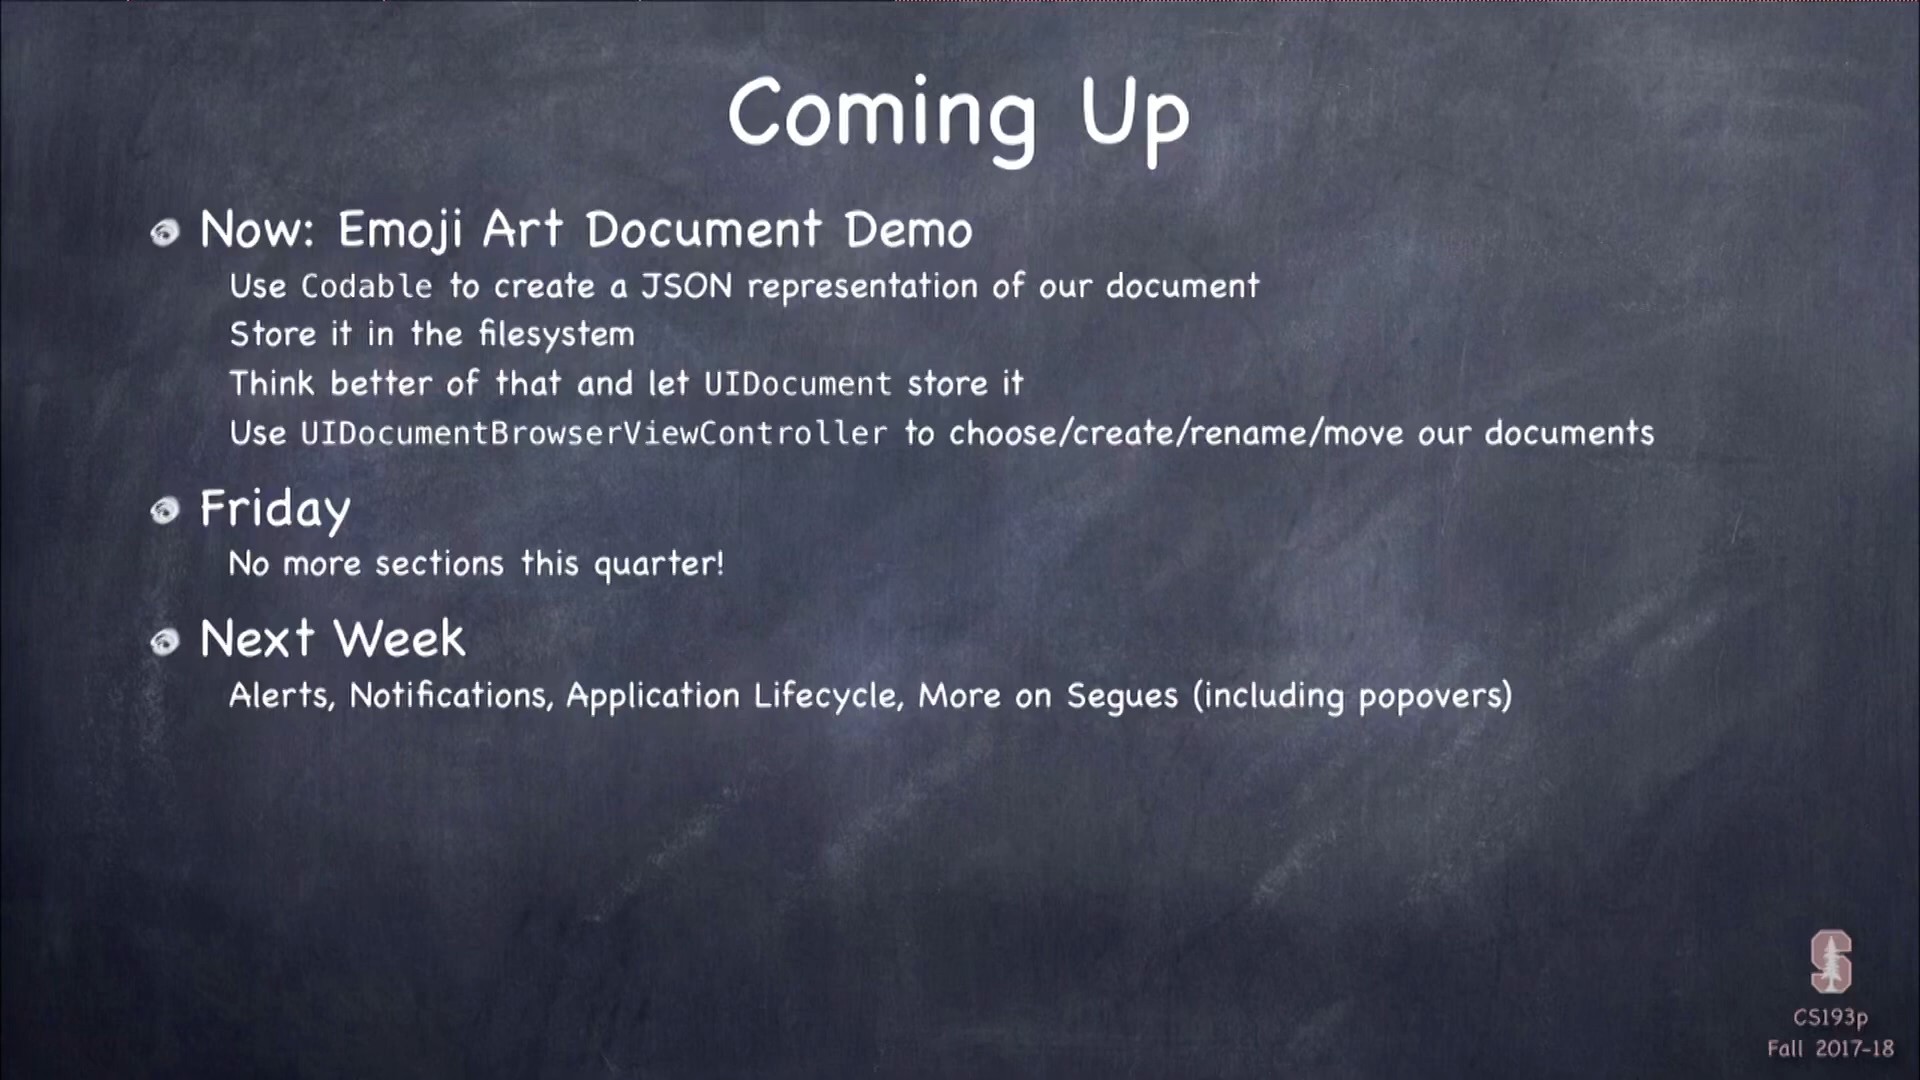 Coming Up
Now: Emoji Art Document Demo
Use Codable to create a JSON representation of our document
Store it in the filesystem
Think better of that and let UIDocument store it
Use UIDocumentBrowserViewController to choose/create/rename/move our documents
Friday
No more sections this quarter!
Next Week
Alerts, Notifications, Application Lifecycle, More on Segues (including popovers)
S
CS193p
Fall 2017-18